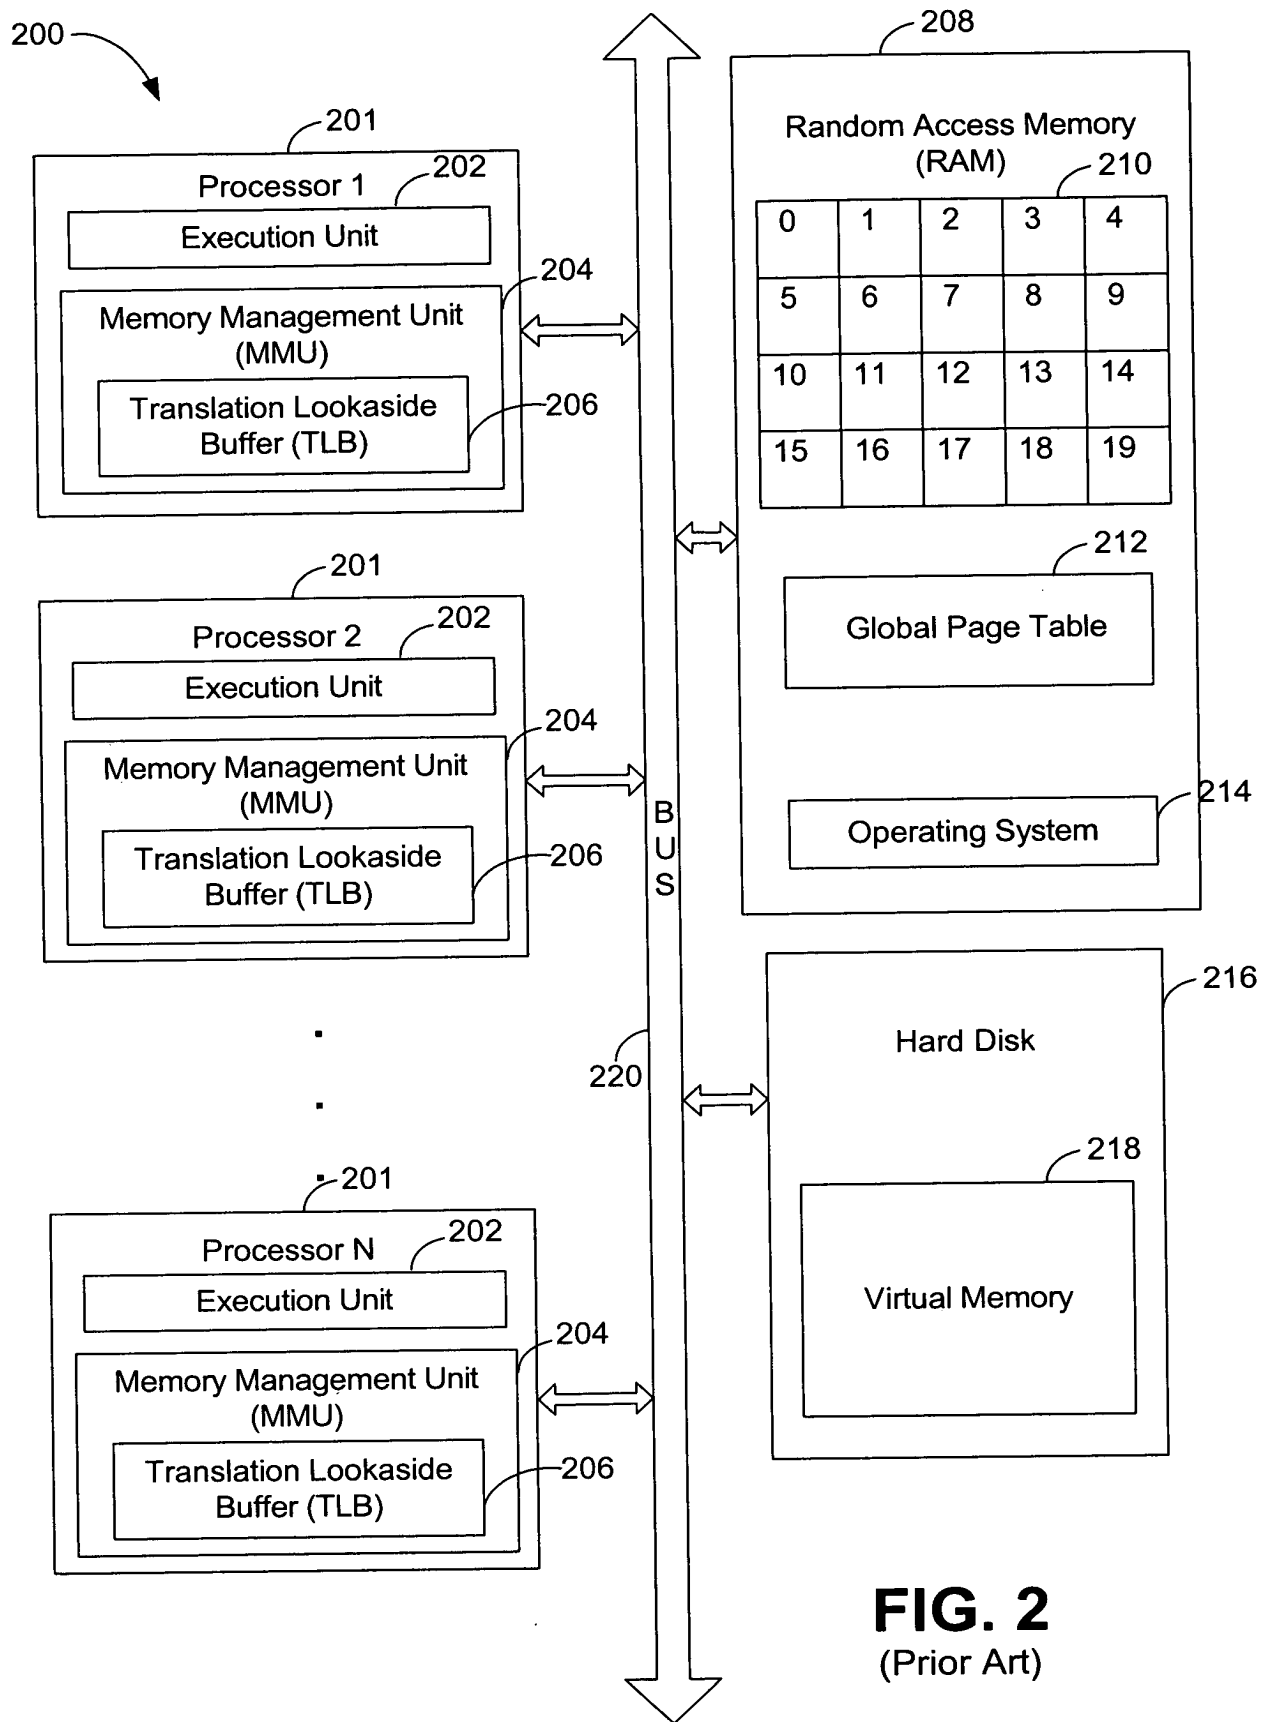 200
201
Processor 1
202
Execution Unit
204
Memory Management Unit
(MMU)
206
Translation Lookaside
Buffer (TLB)
201
Processor 2
202
Execution Unit
204
Memory Management Unit
(MMU)
206
Translation Lookaside
Buffer (TLB)
201
Processor N
202
Execution Unit
204
Memory Management Unit
(MMU)
206
Translation Lookaside
Buffer (TLB)
B
U
S
220
208
Random Access Memory
(RAM)
210
0 1 2 3 4
5 6 7 8 9
10 11 12 13 14
15 16 17 18 19
212
Global Page Table
214
Operating System
216
Hard Disk
218
Virtual Memory
FIG. 2
(Prior Art)